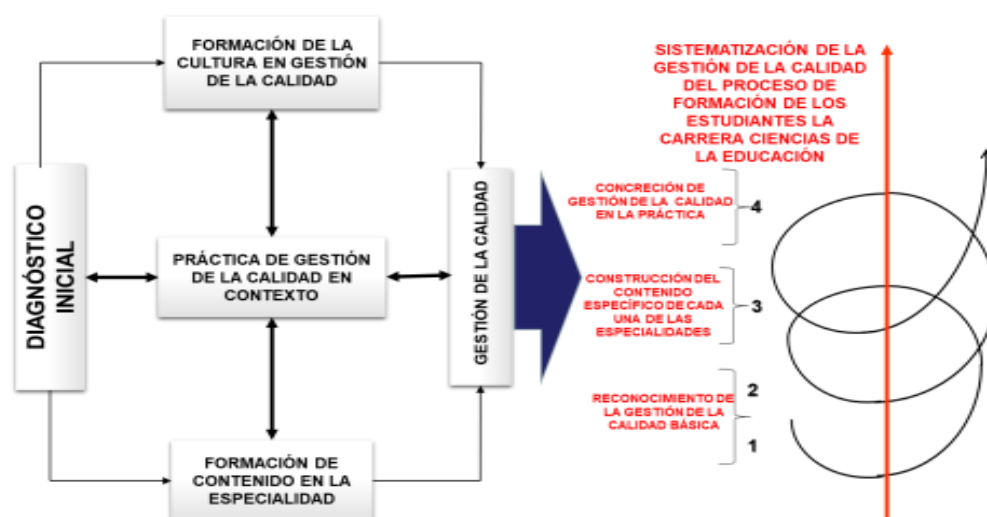 FORMACIÓN DE LA
CULTURA EN GESTIÓN
DE LA CALIDAD
DIAGNÓSTICO
INICIAL
PRÁCTICA DE GESTIÓN
DE LA CALIDAD EN
CONTEXTO
FORMACIÓN DE
CONTENIDO EN LA
ESPECIALIDAD
GESTIÓN DE LA CALIDAD
SISTEMATIZACIÓN DE LA
GESTIÓN DE LA CALIDAD
DEL PROCESO DE
FORMACIÓN DE LOS
ESTUDIANTES LA
CARRERA CIENCIAS DE
LA EDUCACIÓN
CONCRECIÓN DE
GESTIÓN DE LA CALIDAD
EN LA PRÁCTICA
4
CONSTRUCCIÓN DEL
CONTENIDO
ESPECÍFICO DE CADA
UNA DE LAS
ESPECIALIDADES
3
RECONOCIMIENTO DE
LA GESTIÓN DE LA
CALIDAD BÁSICA
2
1